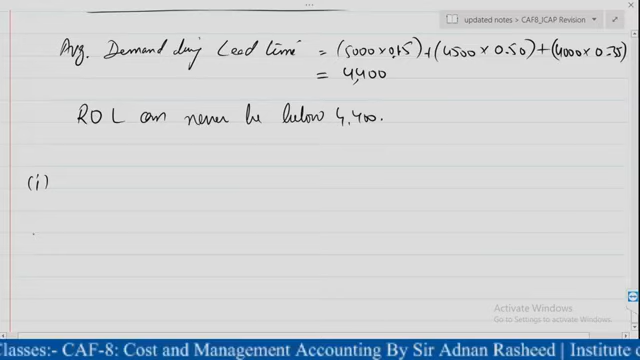 updated notes > CAF8_ICAP Revision
Avg. Demand during Lead time = (5000 x 0.15) + (4500 x 0.50) + (4000 x 0.35)
= 4,400
ROL can never be below 4,400.
(i)
Activate Windows
Go to Settings to activate Windows.
Classes:- CAF-8: Cost and Management Accounting By Sir Adnan Rasheed | Institute